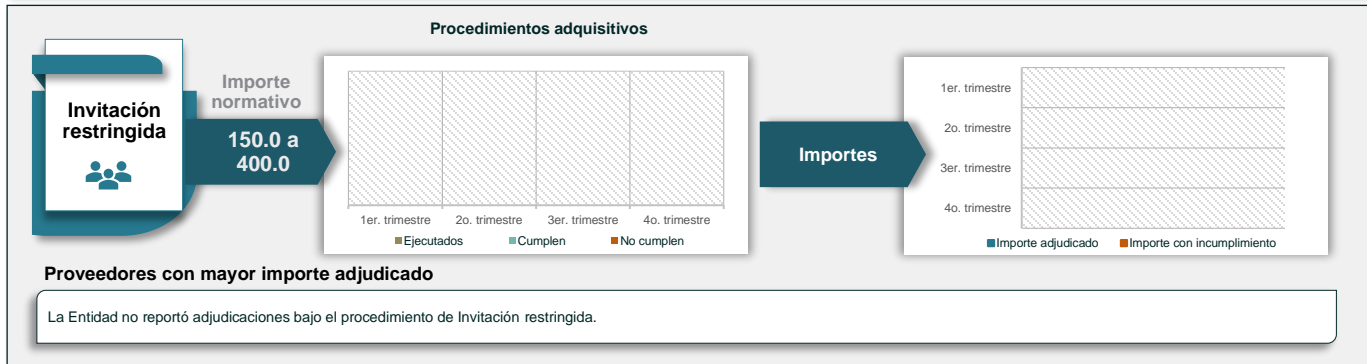 Procedimientos adquisitivos
Invitación
restringida
Importe
normativo
150.0 a
400.0
1er. trimestre
2o. trimestre
3er. trimestre
4o. trimestre
Ejecutados
Cumplen
No cumplen
Importes
1er. trimestre
2o. trimestre
3er. trimestre
4o. trimestre
Importe adjudicado
Importe con incumplimiento
Proveedores con mayor importe adjudicado
La Entidad no reportó adjudicaciones bajo el procedimiento de Invitación restringida.